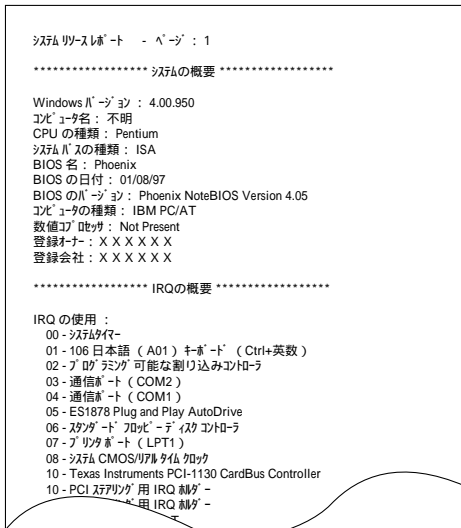 ｼｽﾃﾑ ﾘｿｰｽ ﾚﾎﾟｰﾄ - ﾍﾟｰｼﾞ : 1
****************** ｼｽﾃﾑの概要 ******************
Windows ﾊﾞｰｼﾞｮﾝ : 4.00.950
ｺﾝﾋﾟｭｰﾀ名 : 不明
CPU の種類 : Pentium
ｼｽﾃﾑ ﾊﾞｽの種類 : ISA
BIOS 名 : Phoenix
BIOS の日付 : 01/08/97
BIOS のﾊﾞｰｼﾞｮﾝ : Phoenix NoteBIOS Version 4.05
ｺﾝﾋﾟｭｰﾀの種類 : IBM PC/AT
数値ｺﾌﾟﾛｾｯｻ : Not Present
登録ｵｰﾅｰ : ＸＸＸＸＸＸ
登録会社 : ＸＸＸＸＸＸ
****************** IRQの概要 ******************
IRQ の使用 :
00 - ｼｽﾃﾑﾀｲﾏｰ
01 - 106 日本語 （A01）ｷｰﾎﾞｰﾄﾞ （Ctrl+英数）
02 - ﾌﾟﾛｸﾞﾗﾐﾝｸﾞ可能な割り込みｺﾝﾄﾛｰﾗ
03 - 通信ﾎﾟｰﾄ （COM2）
04 - 通信ﾎﾟｰﾄ （COM1）
05 - ES1878 Plug and Play AutoDrive
06 - ｽﾀﾝﾀﾞｰﾄﾞ ﾌﾛｯﾋﾟｰ ﾃﾞｨｽｸ ｺﾝﾄﾛｰﾗ
07 - ﾌﾟﾘﾝﾀ ﾎﾟｰﾄ （LPT1）
08 - ｼｽﾃﾑ CMOS/ﾘｱﾙ ﾀｲﾑ ｸﾛｯｸ
10 - Texas Instruments PCI-1130 CardBus Controller
10 - PCI ｽﾃｱﾘﾝｸﾞ用 IRQ ﾎﾙﾀﾞｰ
用 IRQ ﾎﾙﾀﾞｰ